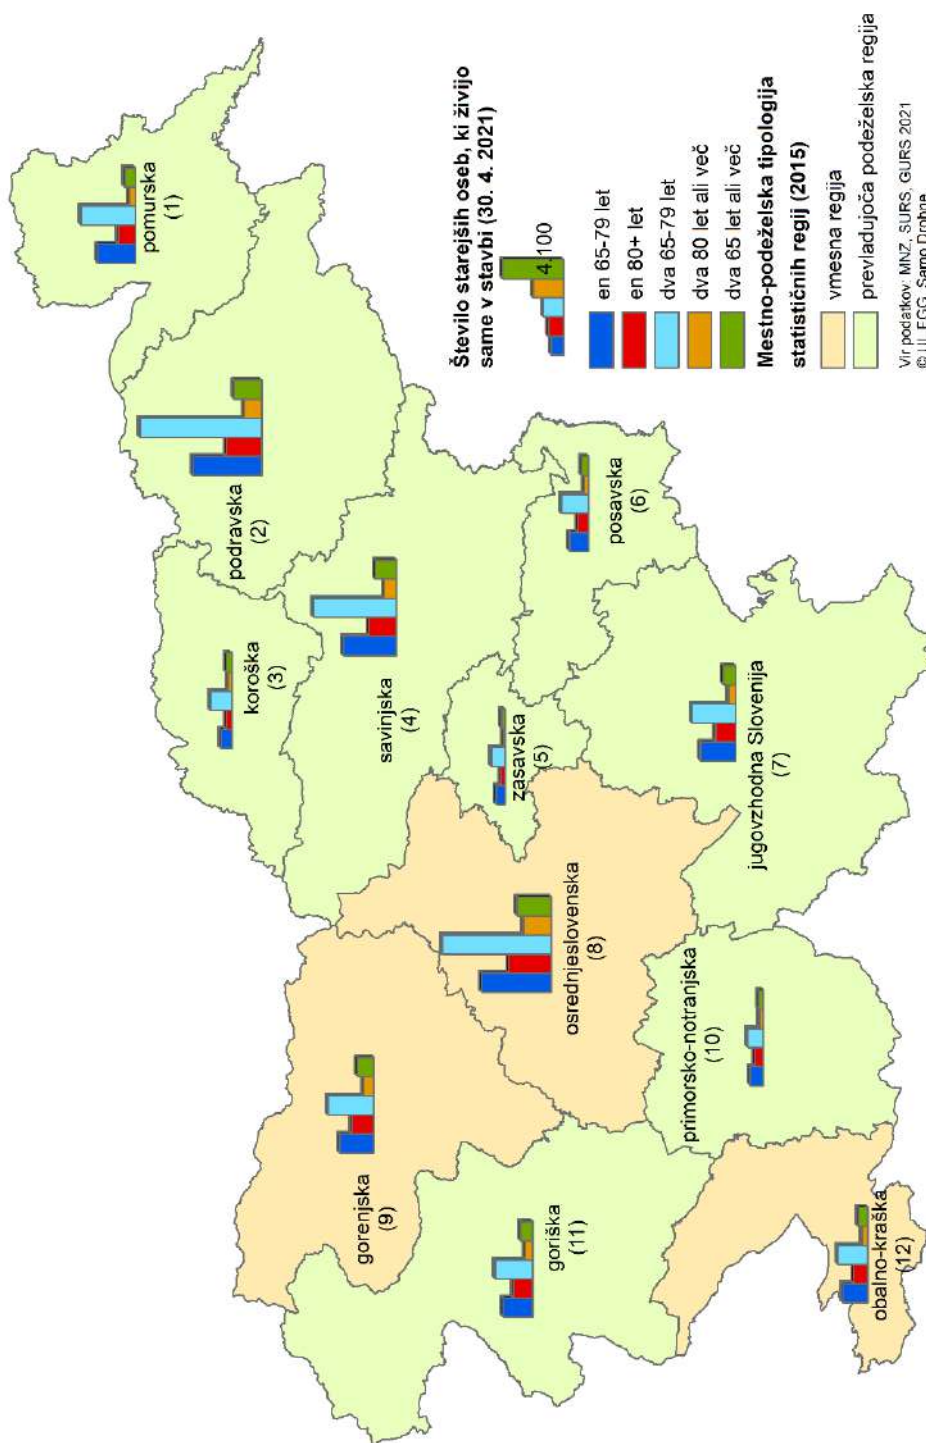 pomurska
(1)
podravska
(2)
koroška
(3)
savinjska
(4)
zasavska
(5)
posavska
(6)
jugovzhodna Slovenija
(7)
osrednjeslovenska
(8)
gorenjska
(9)
primorsko-notranjska
(10)
goriška
(11)
obalno-kraška
(12)
Število starejših oseb, ki živijo
same v stavbi (30. 4. 2021)
4.100
en 65-79 let
en 80+ let
dva 65-79 let
dva 80 let ali več
dva 65 let ali več
Mestno-podeželska tipologija
statističnih regij (2015)
vmesna regija
prevladujoča podeželska regija
Vir podatkov: MNZ, SURS, GURS 2021
© UL FGG, Samo Drobne